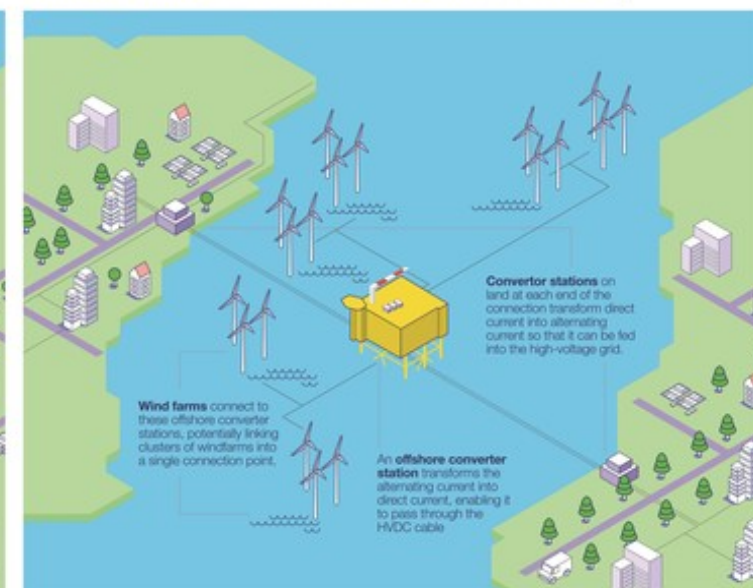 Convertor stations on
land at each end of the
connection transform direct
current into alternating
current so that it can be fed
into the high-voltage grid.
Wind farms connect to
these offshore converter
stations, potentially linking
clusters of windfarms into
a single connection point.
An offshore converter
station transforms the
alternating current into
direct current, enabling it
to pass through the
HVDC cable